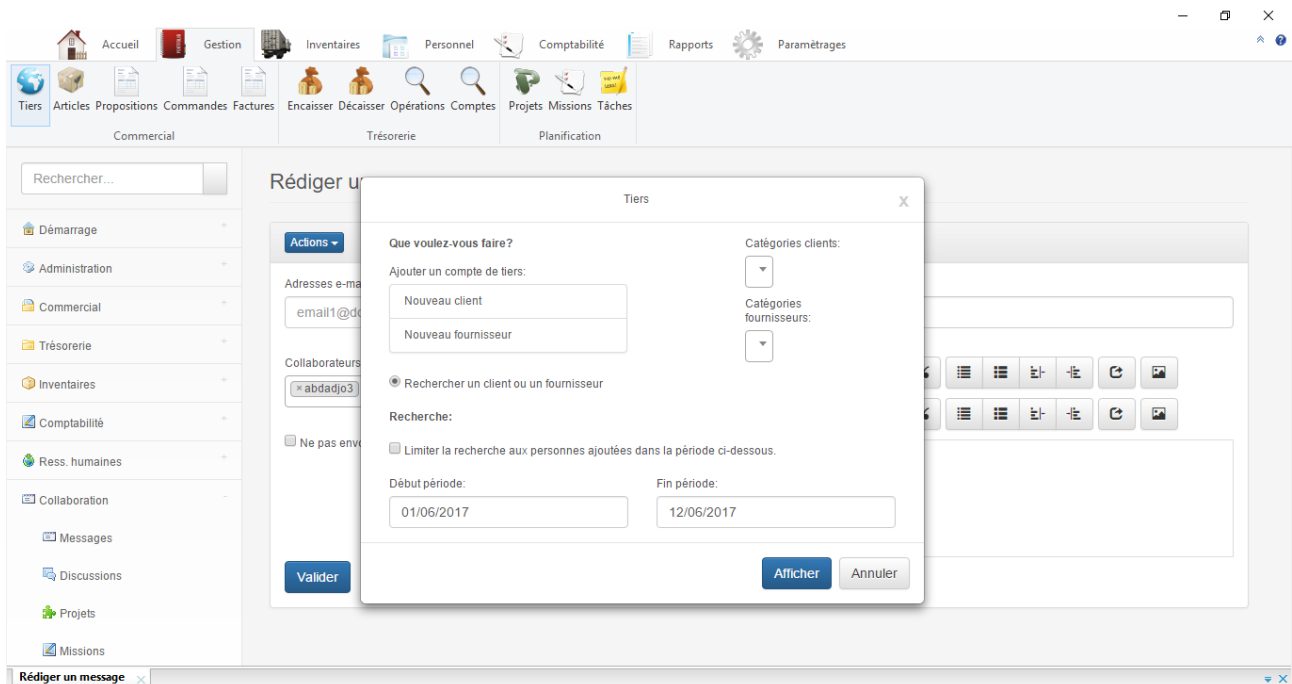 Accueil Gestion Inventaires Personnel Comptabilité Rapports Paramètrages
Tiers Articles Propositions Commandes Factures Encaisser Décaisser Opérations Comptes Projets Missions Tâches
Commercial Trésorerie Planification
Rechercher...
Démarrage
Administration
Commercial
Trésorerie
Inventaires
Comptabilité
Ress. humaines
Collaboration
Messages
Discussions
Projets
Missions
Rédiger u
Actions
Adresses e-ma
email1@do
Collaborateurs
× abdadjo3
Ne pas envo
Valider
Tiers
X
Que voulez-vous faire?
Ajouter un compte de tiers:
Nouveau client
Nouveau fournisseur
Catégories clients:
Catégories
fournisseurs:
Rechercher un client ou un fournisseur
Recherche:
Limiter la recherche aux personnes ajoutées dans la période ci-dessous.
Début période:
01/06/2017
Fin période:
12/06/2017
Afficher Annuler
Rédiger un message